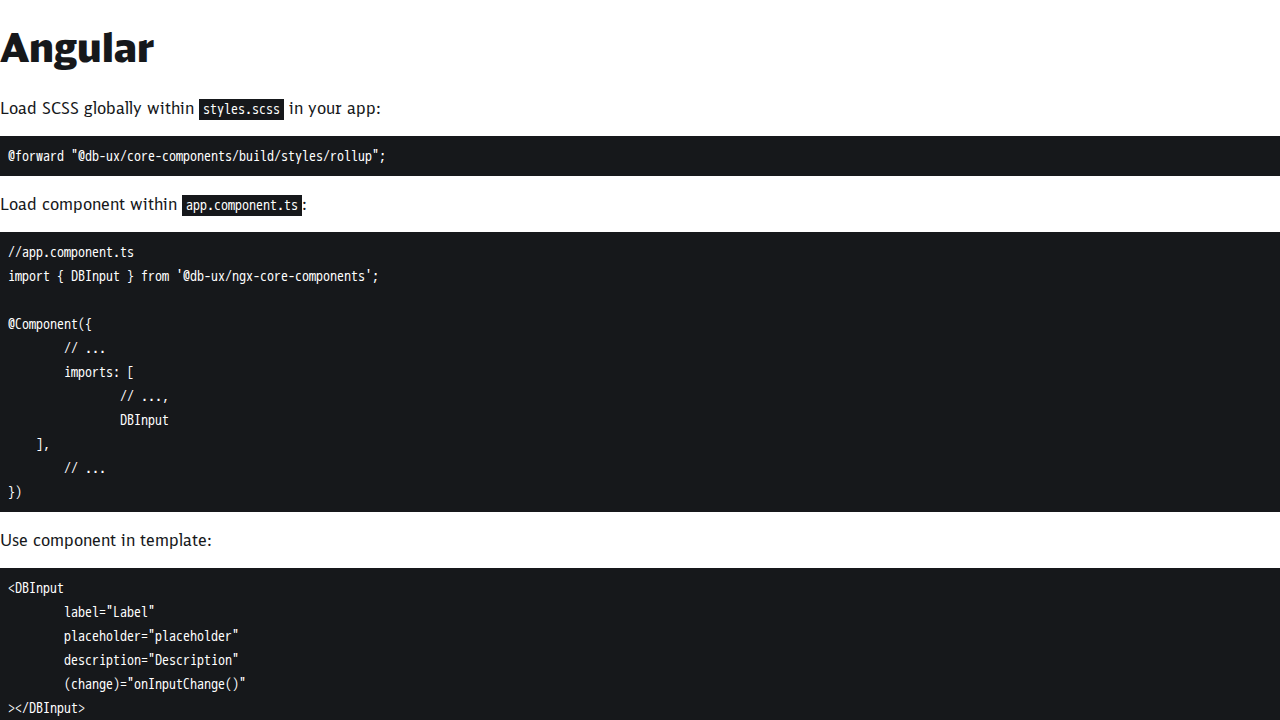 Angular
Load SCSS globally within styles.scss in your app:
@forward "@db-ux/core-components/build/styles/rollup";
Load component within app.component.ts:
//app.component.ts
import { DBInput } from '@db-ux/ngx-core-components';
@Component({
        // ...
        imports: [
                // ...,
                DBInput
    ],
        // ...
})
Use component in template:
<DBInput
        label="Label"
        placeholder="placeholder"
        description="Description"
        (change)="onInputChange()"
></DBInput>